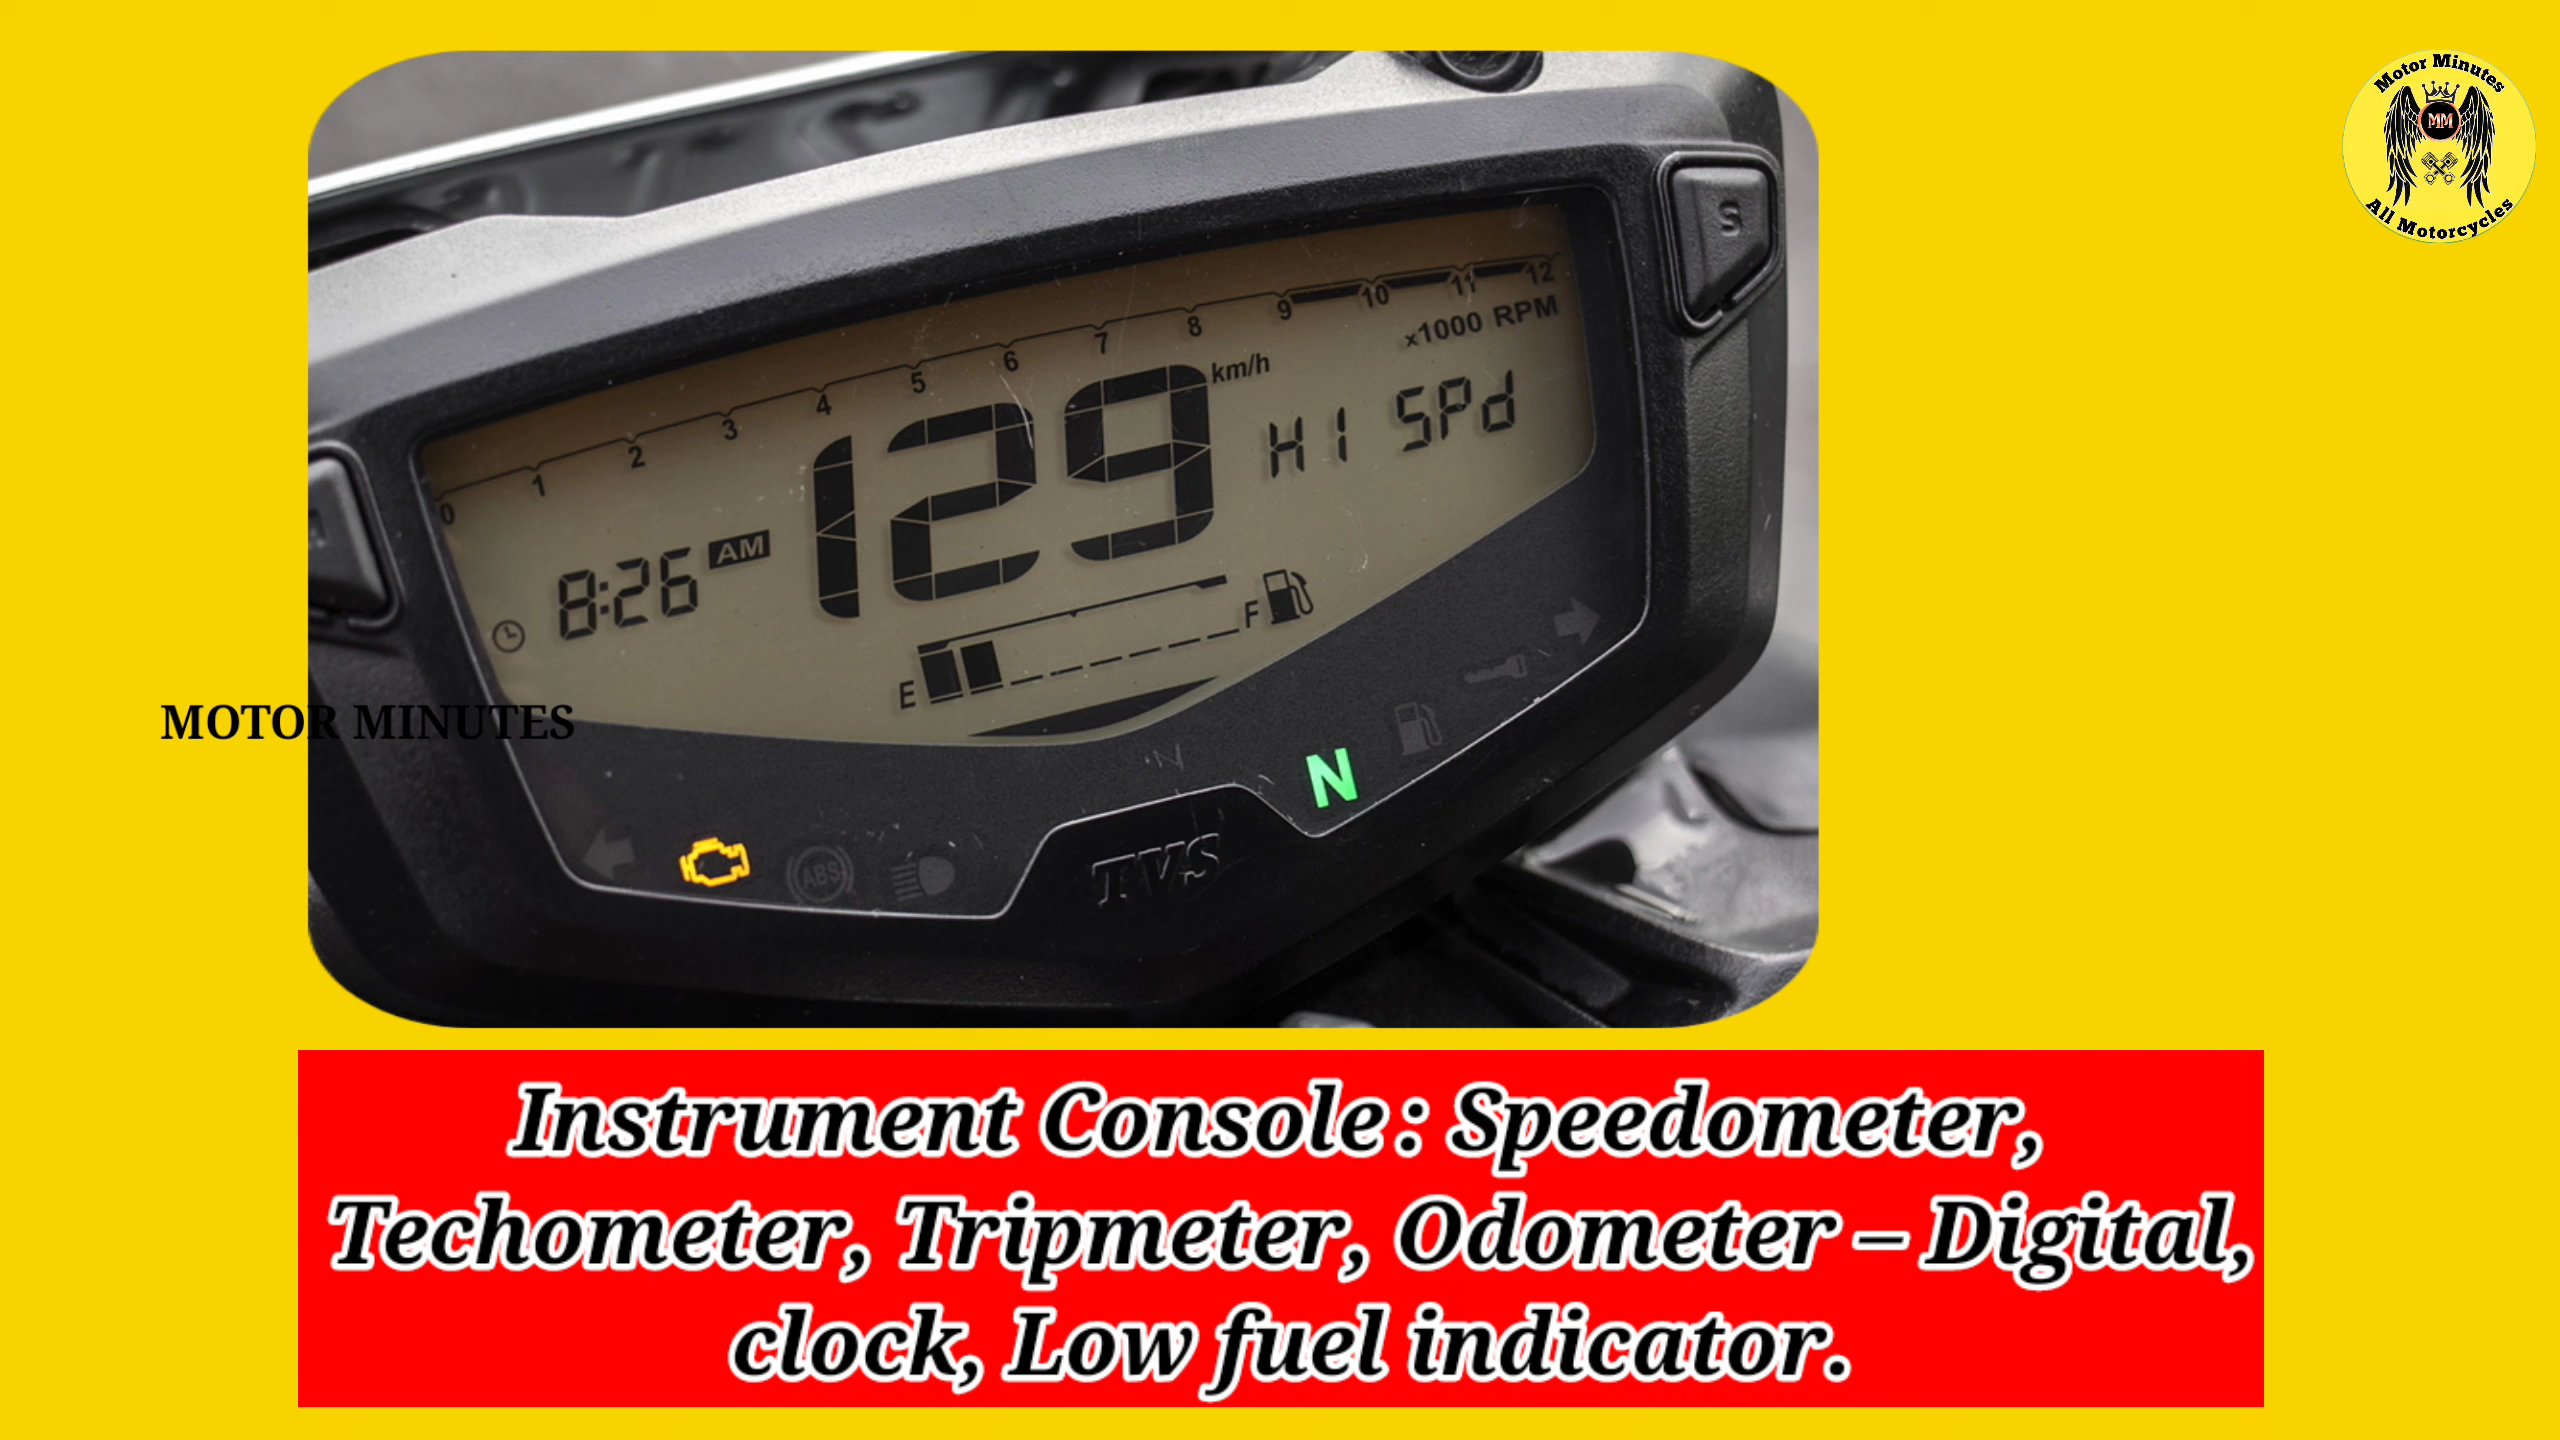 Motor Minutes
MM
All Motorcycles
S
0 1 2 3 4 5 6 7 8 9 10 11 12
x1000 RPM
129 km/h
HI SPd
8:26 AM
E F
MOTOR MINUTES
N
ABS
TVS
Instrument Console : Speedometer,
Techometer, Tripmeter, Odometer – Digital,
clock, Low fuel indicator.